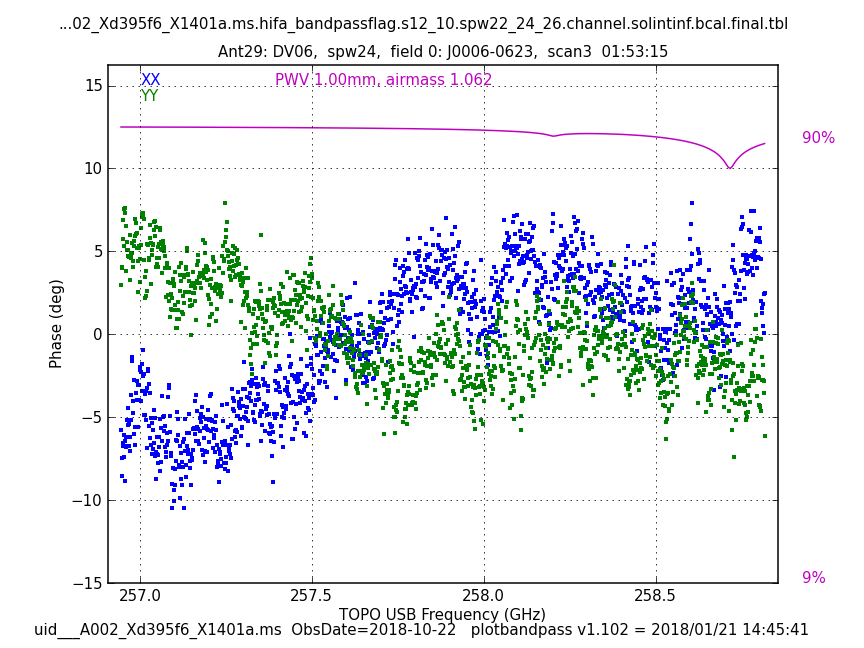 ...02_Xd395f6_X1401a.ms.hifa_bandpassflag.s12_10.spw22_24_26.channel.solintinf.bcal.final.tbl
Ant29: DV06,  spw24,  field 0: J0006-0623,  scan3  01:53:15
XX
PWV 1.00mm, airmass 1.062
YY
15
10
5
0
−5
−10
−15
90%
9%
Phase (deg)
257.0
257.5
258.0
258.5
TOPO USB Frequency (GHz)
uid___A002_Xd395f6_X1401a.ms  ObsDate=2018-10-22   plotbandpass v1.102 = 2018/01/21 14:45:41